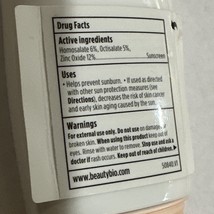 Drug Facts
Active ingredients
Homosalate 6%, Octisalate 5%,
Zinc Oxide 12% Sunscreen
Uses
• Helps prevent sunburn. • If used as directed
with other sun protection measures (see
Directions), decreases the risk of skin cancer
and early skin aging caused by the sun.
Warnings
For external use only. Do not use on damaged or
broken skin. When using this product keep out of
eyes. Rinse with water to remove. Stop use and ask a
doctor if rash occurs. Keep out of reach of children.
www.beautybio.com